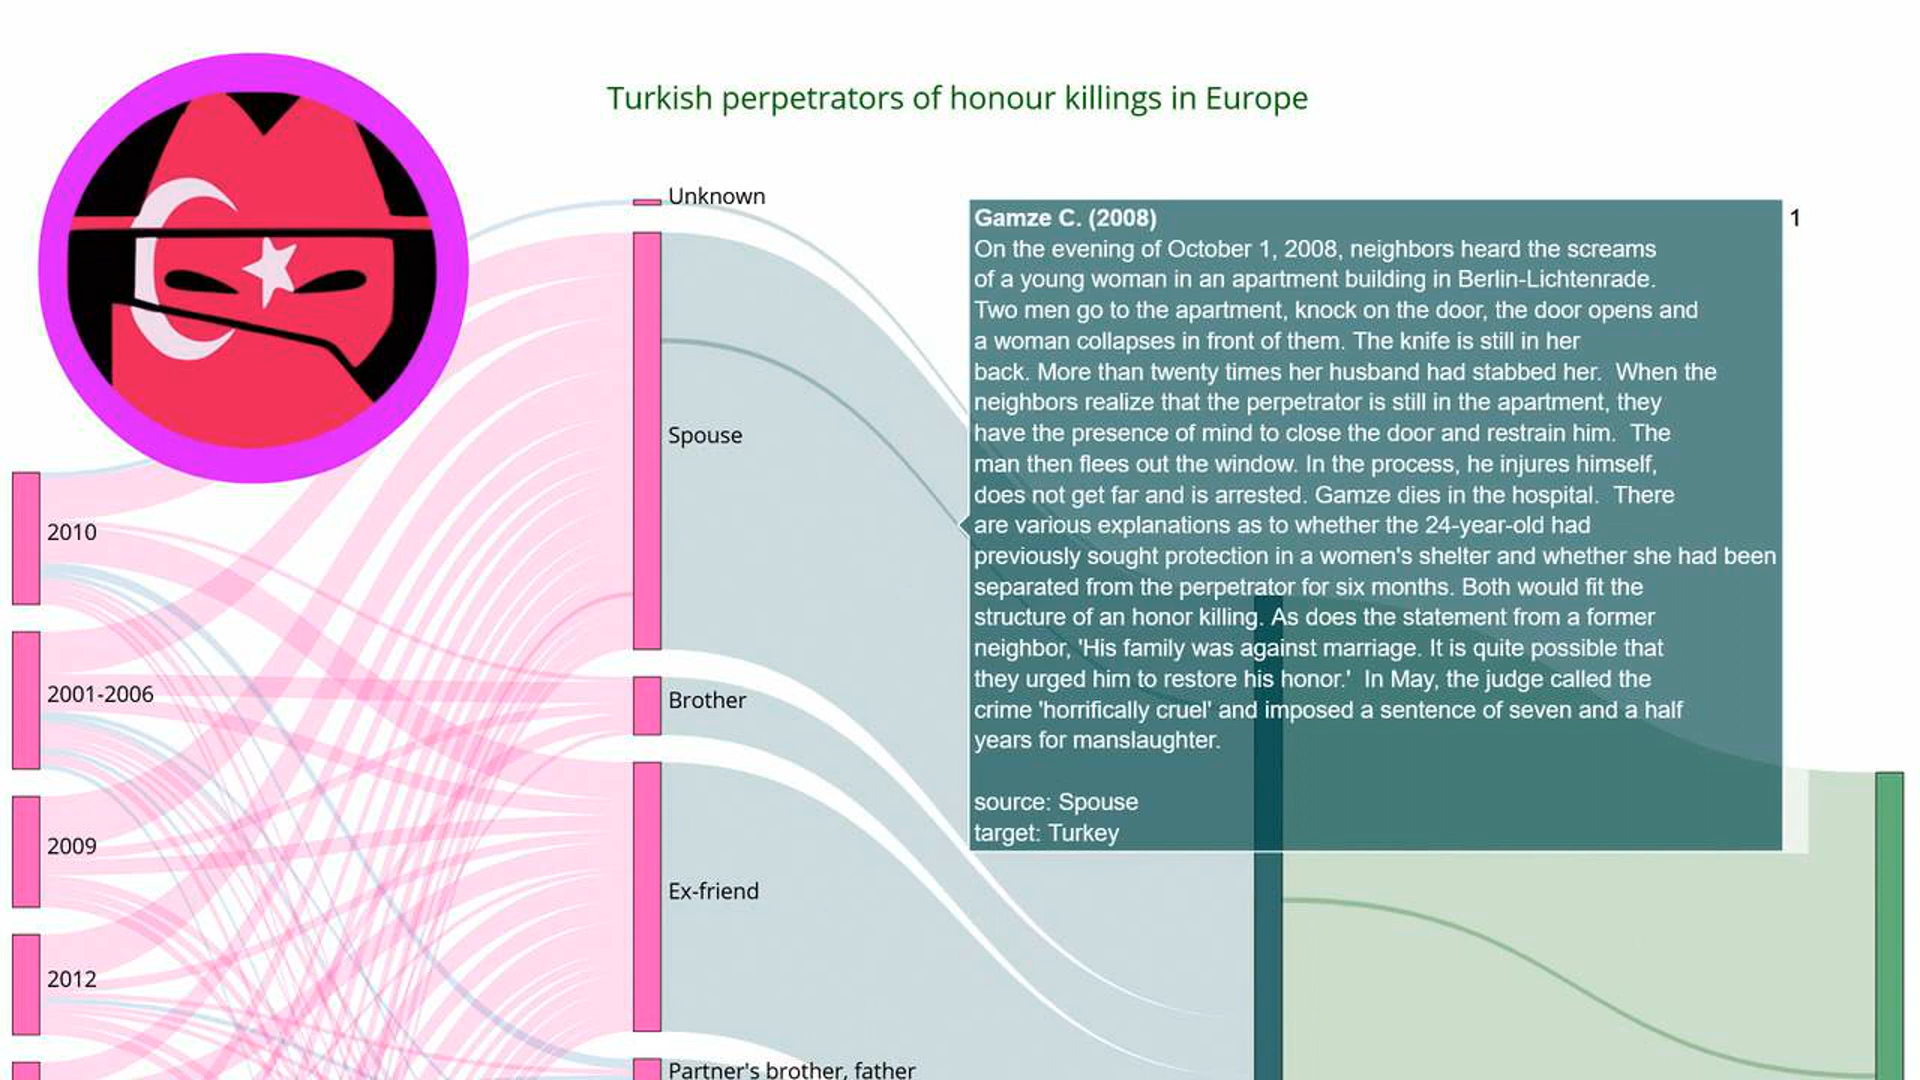 Turkish perpetrators of honour killings in Europe
Unknown
Spouse
Brother
Ex-friend
Partner's brother, father
2010
2001-2006
2009
2012
Gamze C. (2008)
On the evening of October 1, 2008, neighbors heard the screams
of a young woman in an apartment building in Berlin-Lichtenrade.
Two men go to the apartment, knock on the door, the door opens and
a woman collapses in front of them. The knife is still in her
back. More than twenty times her husband had stabbed her.  When the
neighbors realize that the perpetrator is still in the apartment, they
have the presence of mind to close the door and restrain him.  The
man then flees out the window. In the process, he injures himself,
does not get far and is arrested. Gamze dies in the hospital.  There
are various explanations as to whether the 24-year-old had
previously sought protection in a women's shelter and whether she had been
separated from the perpetrator for six months. Both would fit the
structure of an honor killing. As does the statement from a former
neighbor, 'His family was against marriage. It is quite possible that
they urged him to restore his honor.'  In May, the judge called the
crime 'horrifically cruel' and imposed a sentence of seven and a half
years for manslaughter.
source: Spouse
target: Turkey
1